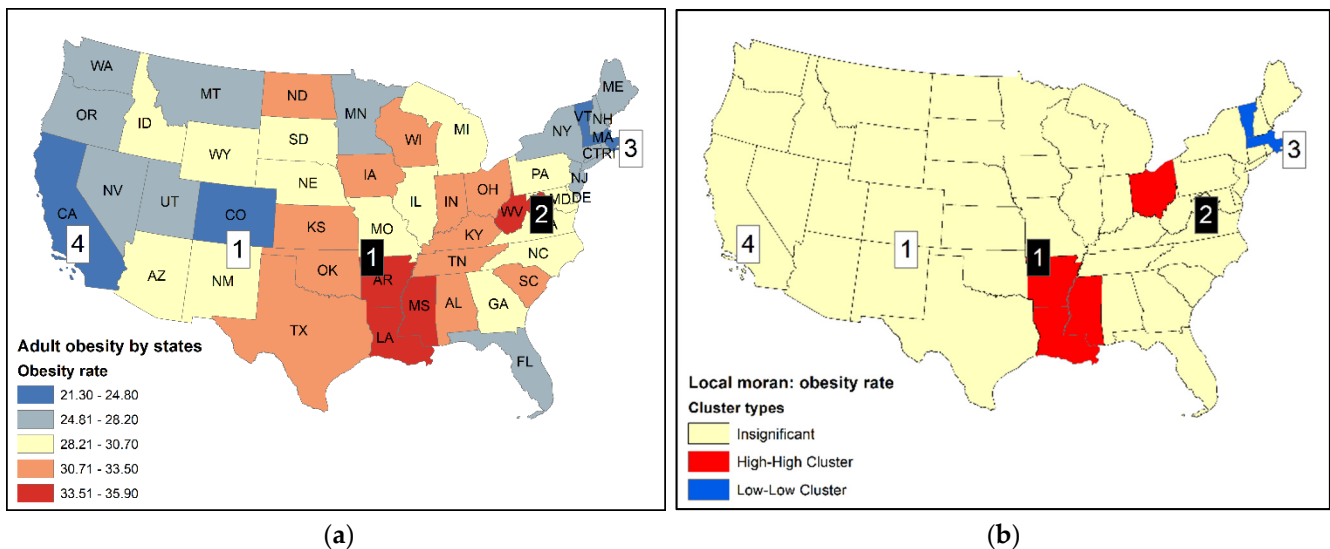 WA
MT
ND
MN
ME
OR
ID
SD
WI
MI
VT
NH
NY
MA
WY
CTRI
3
NE
IA
PA
NJ
NV
UT
CO
IL
IN
OH
MD
DE
CA
4
1
KS
MO
WV
2
A
KY
1
AZ
NM
OK
AR
TN
NC
SC
TX
LA
MS
AL
GA
FL
Adult obesity by states
Obesity rate
21.30 - 24.80
24.81 - 28.20
28.21 - 30.70
30.71 - 33.50
33.51 - 35.90
(a)
3
2
4
1
1
Local moran: obesity rate
Cluster types
Insignificant
High-High Cluster
Low-Low Cluster
(b)